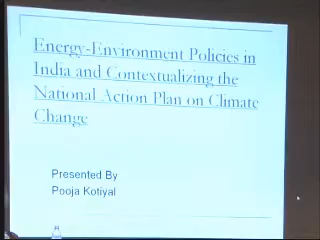 Energy-Environment Policies in
India and Contextualizing the
National Action Plan on Climate
Change
Presented By
Pooja Kotiyal